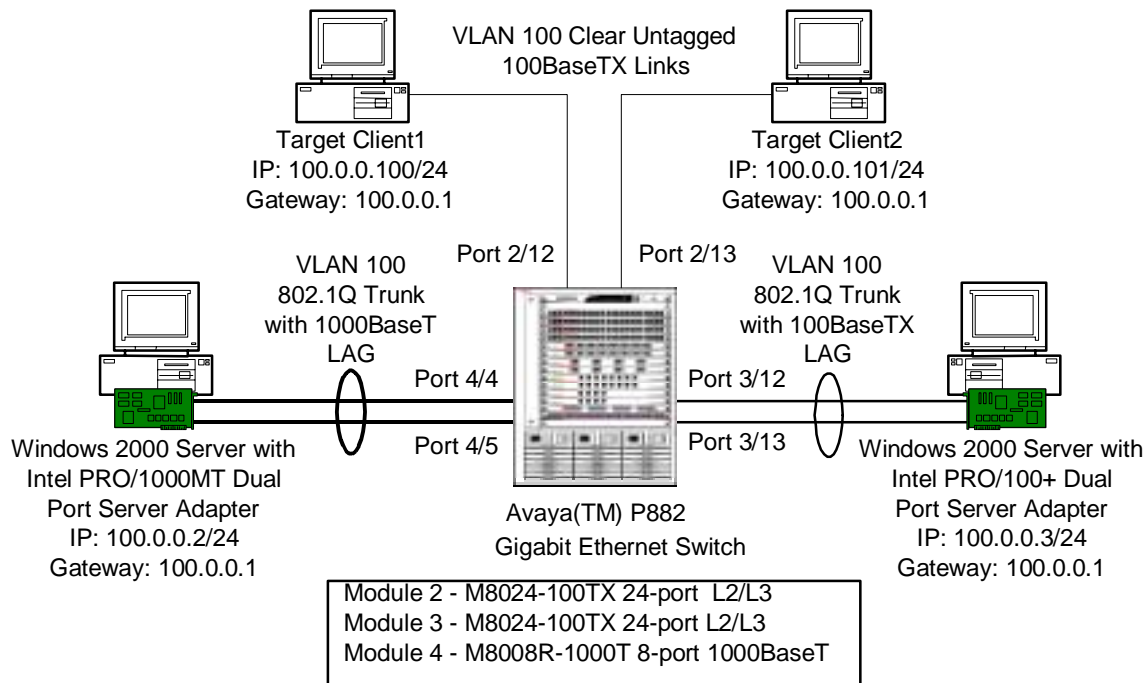 VLAN 100 Clear Untagged
100BaseTX Links
Target Client1
IP: 100.0.0.100/24
Gateway: 100.0.0.1
Target Client2
IP: 100.0.0.101/24
Gateway: 100.0.0.1
Port 2/12
Port 2/13
VLAN 100
802.1Q Trunk
with 1000BaseT
LAG
VLAN 100
802.1Q Trunk
with 100BaseTX
LAG
Port 4/4
Port 4/5
Port 3/12
Port 3/13
Windows 2000 Server with
Intel PRO/1000MT Dual
Port Server Adapter
IP: 100.0.0.2/24
Gateway: 100.0.0.1
Avaya(TM) P882
Gigabit Ethernet Switch
Windows 2000 Server with
Intel PRO/100+ Dual
Port Server Adapter
IP: 100.0.0.3/24
Gateway: 100.0.0.1
Module 2 - M8024-100TX 24-port L2/L3
Module 3 - M8024-100TX 24-port L2/L3
Module 4 - M8008R-1000T 8-port 1000BaseT